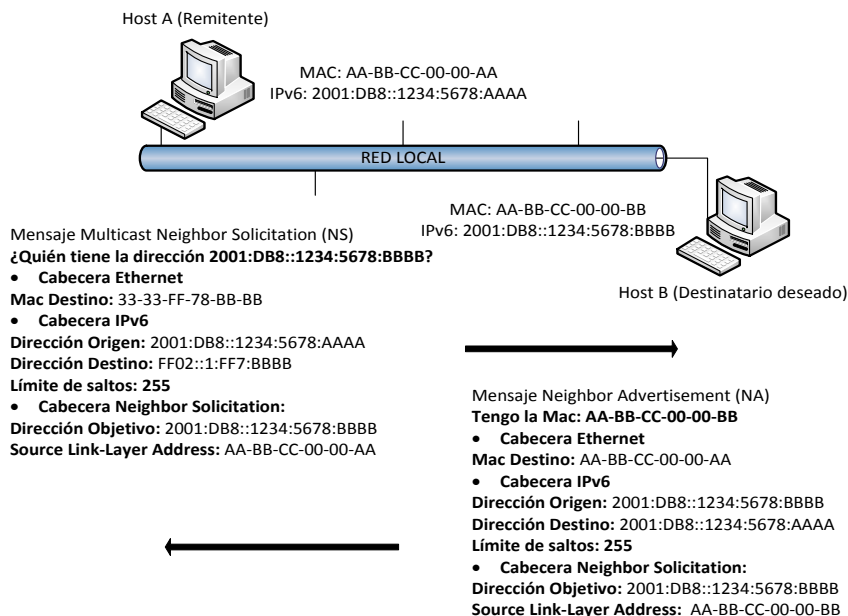 Host A (Remitente)
MAC: AA-BB-CC-00-00-AA
IPv6: 2001:DB8::1234:5678:AAAA
RED LOCAL
MAC: AA-BB-CC-00-00-BB
IPv6: 2001:DB8::1234:5678:BBBB
Host B (Destinatario deseado)
Mensaje Multicast Neighbor Solicitation (NS)
¿Quién tiene la dirección 2001:DB8::1234:5678:BBBB?
• Cabecera Ethernet
Mac Destino: 33-33-FF-78-BB-BB
• Cabecera IPv6
Dirección Origen: 2001:DB8::1234:5678:AAAA
Dirección Destino: FF02::1:FF7:BBBB
Límite de saltos: 255
• Cabecera Neighbor Solicitation:
Dirección Objetivo: 2001:DB8::1234:5678:BBBB
Source Link-Layer Address: AA-BB-CC-00-00-AA
Mensaje Neighbor Advertisement (NA)
Tengo la Mac: AA-BB-CC-00-00-BB
• Cabecera Ethernet
Mac Destino: AA-BB-CC-00-00-AA
• Cabecera IPv6
Dirección Origen: 2001:DB8::1234:5678:BBBB
Dirección Destino: 2001:DB8::1234:5678:AAAA
Límite de saltos: 255
• Cabecera Neighbor Solicitation:
Dirección Objetivo: 2001:DB8::1234:5678:BBBB
Source Link-Layer Address: AA-BB-CC-00-00-BB